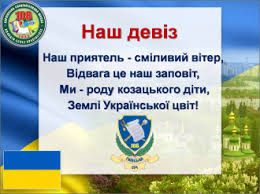 Наш девіз
Наш приятель - сміливий вітер,
Відвага це наш заповіт,
Ми - роду козацького діти,
Землі Української цвіт!